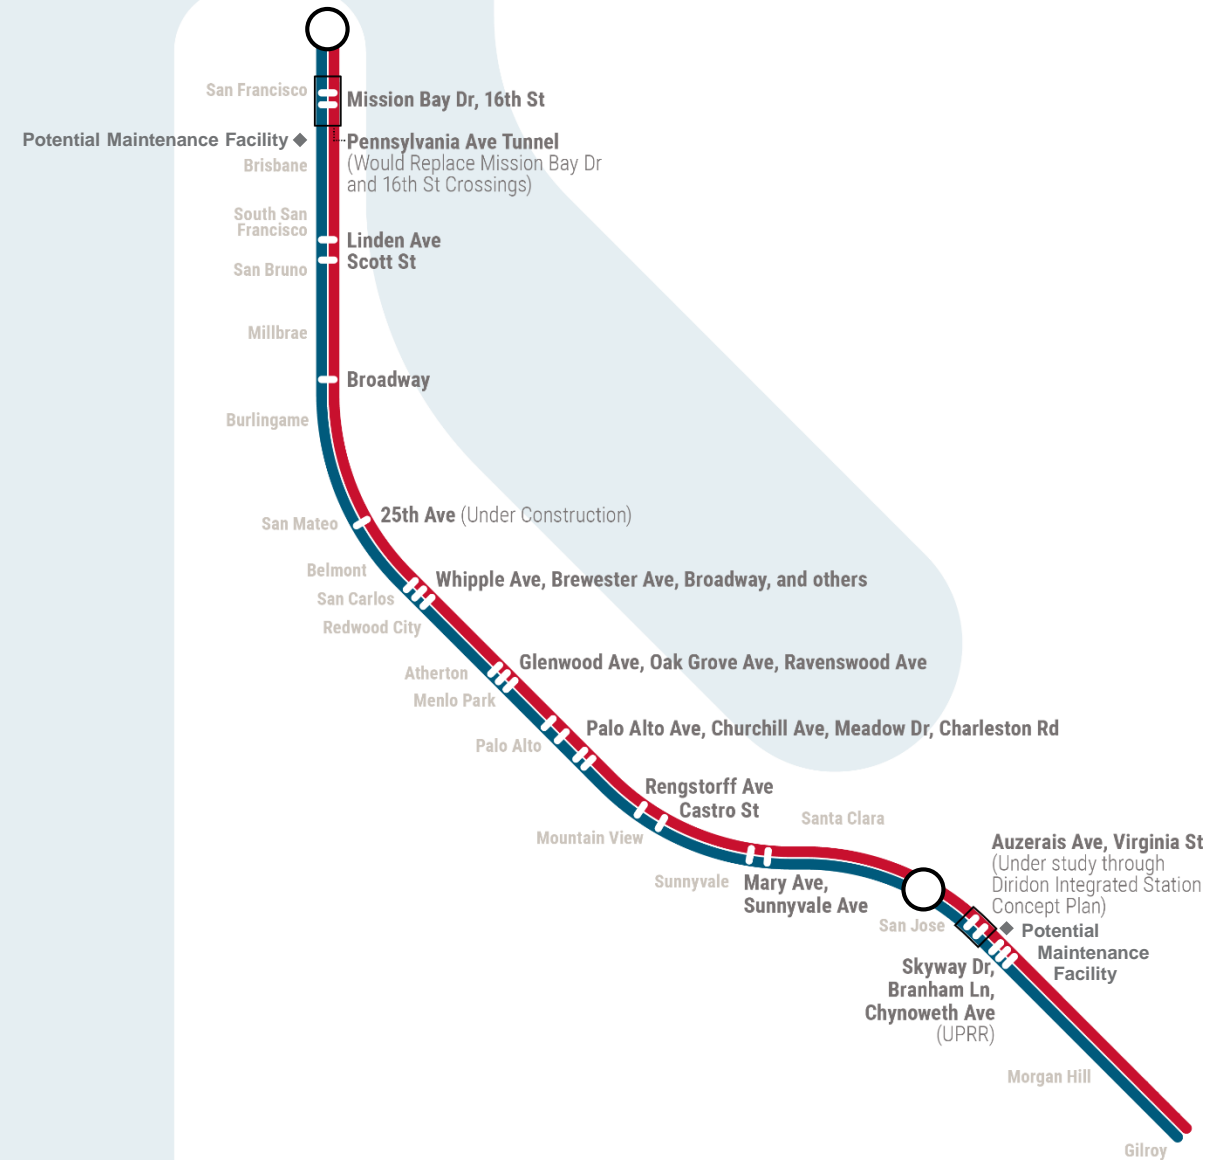 San Francisco
Mission Bay Dr, 16th St
Potential Maintenance Facility
Pennsylvania Ave Tunnel
(Would Replace Mission Bay Dr
and 16th St Crossings)
Brisbane
South San
Francisco
Linden Ave
Scott St
San Bruno
Millbrae
Broadway
Burlingame
25th Ave (Under Construction)
San Mateo
Belmont
Whipple Ave, Brewester Ave, Broadway, and others
San Carlos
Redwood City
Glenwood Ave, Oak Grove Ave, Ravenswood Ave
Atherton
Menlo Park
Palo Alto Ave, Churchill Ave, Meadow Dr, Charleston Rd
Palo Alto
Rengstorff Ave
Castro St
Mountain View
Santa Clara
Sunnyvale
Mary Ave,
Sunnyvale Ave
Auzerais Ave, Virginia St
(Under study through
Diridon Integrated Station
Concept Plan)
San Jose
Potential
Maintenance
Facility
Skyway Dr,
Branham Ln,
Chynoweth Ave
(UPRR)
Morgan Hill
Gilroy